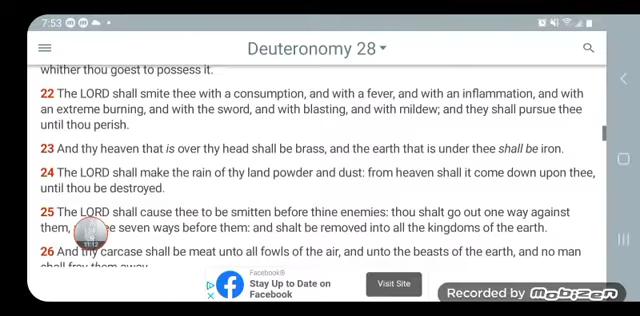 7:53
Deuteronomy 28
whither thou goest to possess it.
22 The LORD shall smite thee with a consumption, and with a fever, and with an inflammation, and with
an extreme burning, and with the sword, and with blasting, and with mildew; and they shall pursue thee
until thou perish.
23 And thy heaven that is over thy head shall be brass, and the earth that is under thee shall be iron.
24 The LORD shall make the rain of thy land powder and dust: from heaven shall it come down upon thee,
until thou be destroyed.
25 The LORD shall cause thee to be smitten before thine enemies: thou shalt go out one way against
them, seven ways before them: and shalt be removed into all the kingdoms of the earth.
11:12
26 And thy carcase shall be meat unto all fowls of the air, and unto the beasts of the earth, and no man
shall fray them away.
Facebook®
Stay Up to Date on
Facebook
Visit Site
Recorded by Mobizen